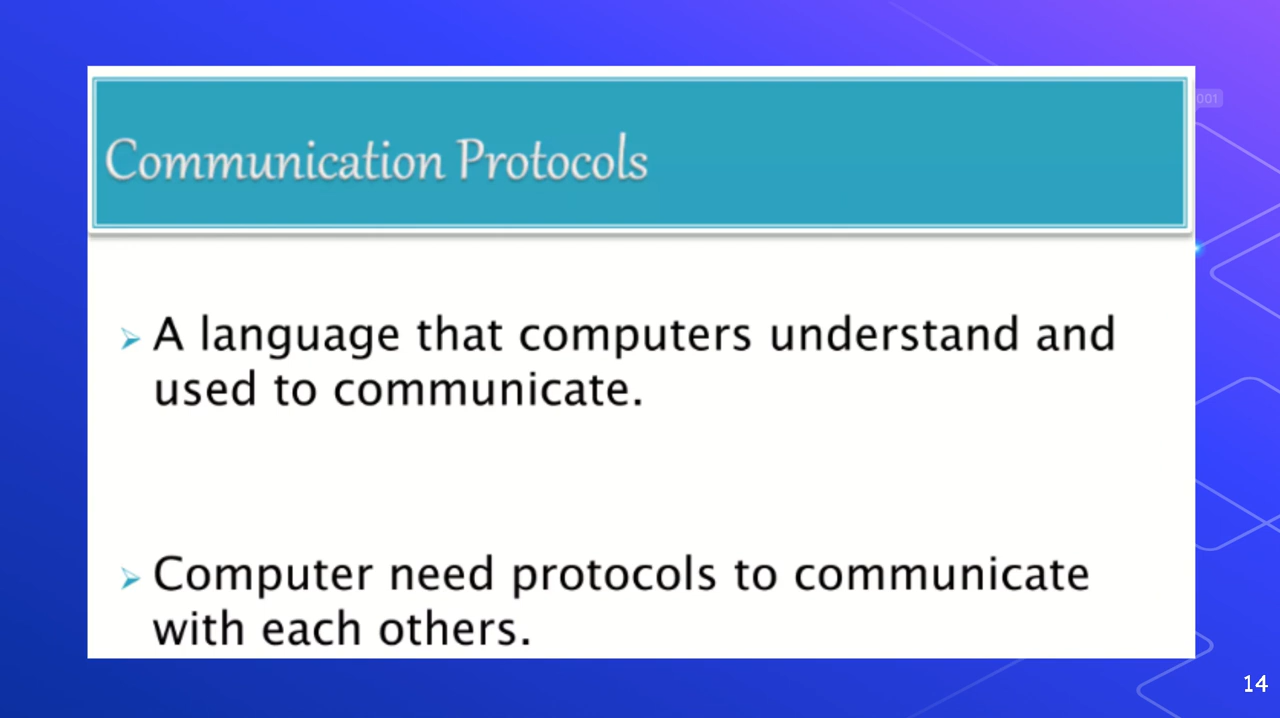 001
Communication Protocols
A language that computers understand and
used to communicate.
Computer need protocols to communicate
with each others.
14